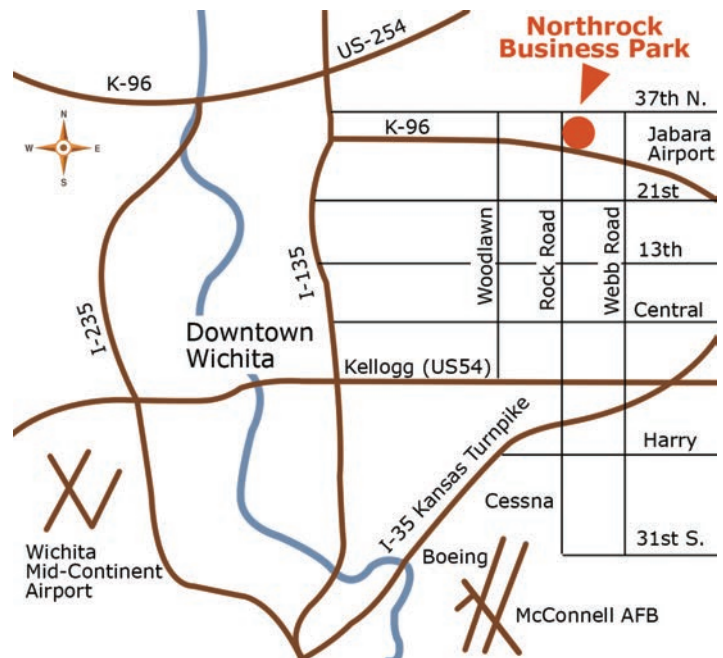 Northrock
Business Park
US-254
K-96
37th N.
N
W E
S
K-96
Jabara
Airport
21st
Woodlawn
Rock Road
Webb Road
13th
I-135
I-235
Central
Downtown
Wichita
Kellogg (US54)
I-35 Kansas Turnpike
Harry
Cessna
31st S.
Wichita
Mid-Continent
Airport
Boeing
McConnell AFB